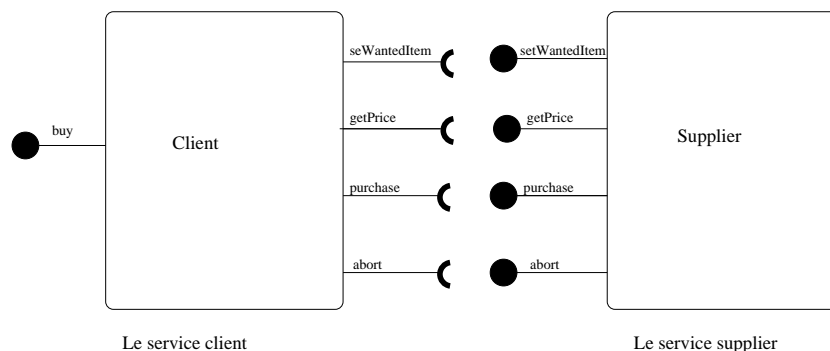 seWantedItem
setWantedItem
buy
Client
getPrice
getPrice
Supplier
purchase
purchase
abort
abort
Le service client
Le service supplier